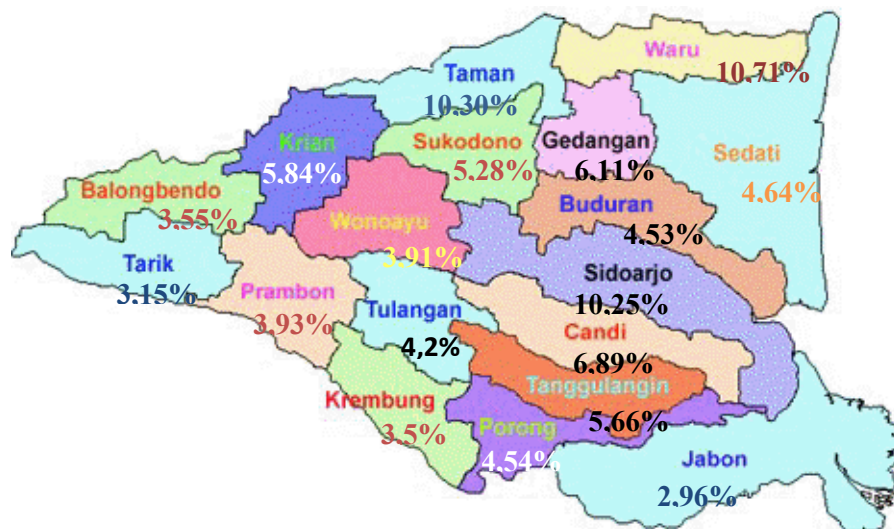 Waru
10,71%
Taman
10,30%
Krian
5,84%
Sukodono
5,28%
Gedangan
6,11%
Sedati
4,64%
Balongbendo
3,55%
Wonoayu
3,91%
Buduran
4,53%
Tarik
3,15%
Sidoarjo
10,25%
Prambon
3,93%
Tulangan
4,2%
Candi
6,89%
Tanggulangin
5,66%
Krembung
3,5%
Porong
4,54%
Jabon
2,96%